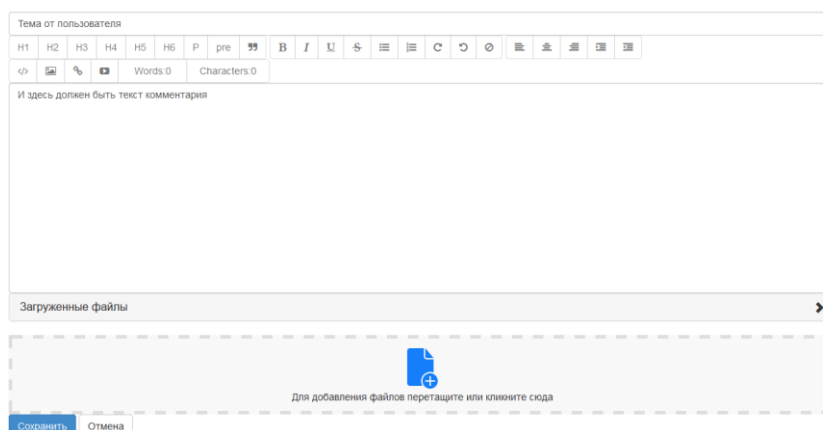 Тема от пользователя
H1 H2 H3 H4 H5 H6 P pre B I U S
</> Words:0 Characters:0
И здесь должен быть текст комментария
Загруженные файлы
Для добавления файлов перетащите или кликните сюда
Сохранить Отмена